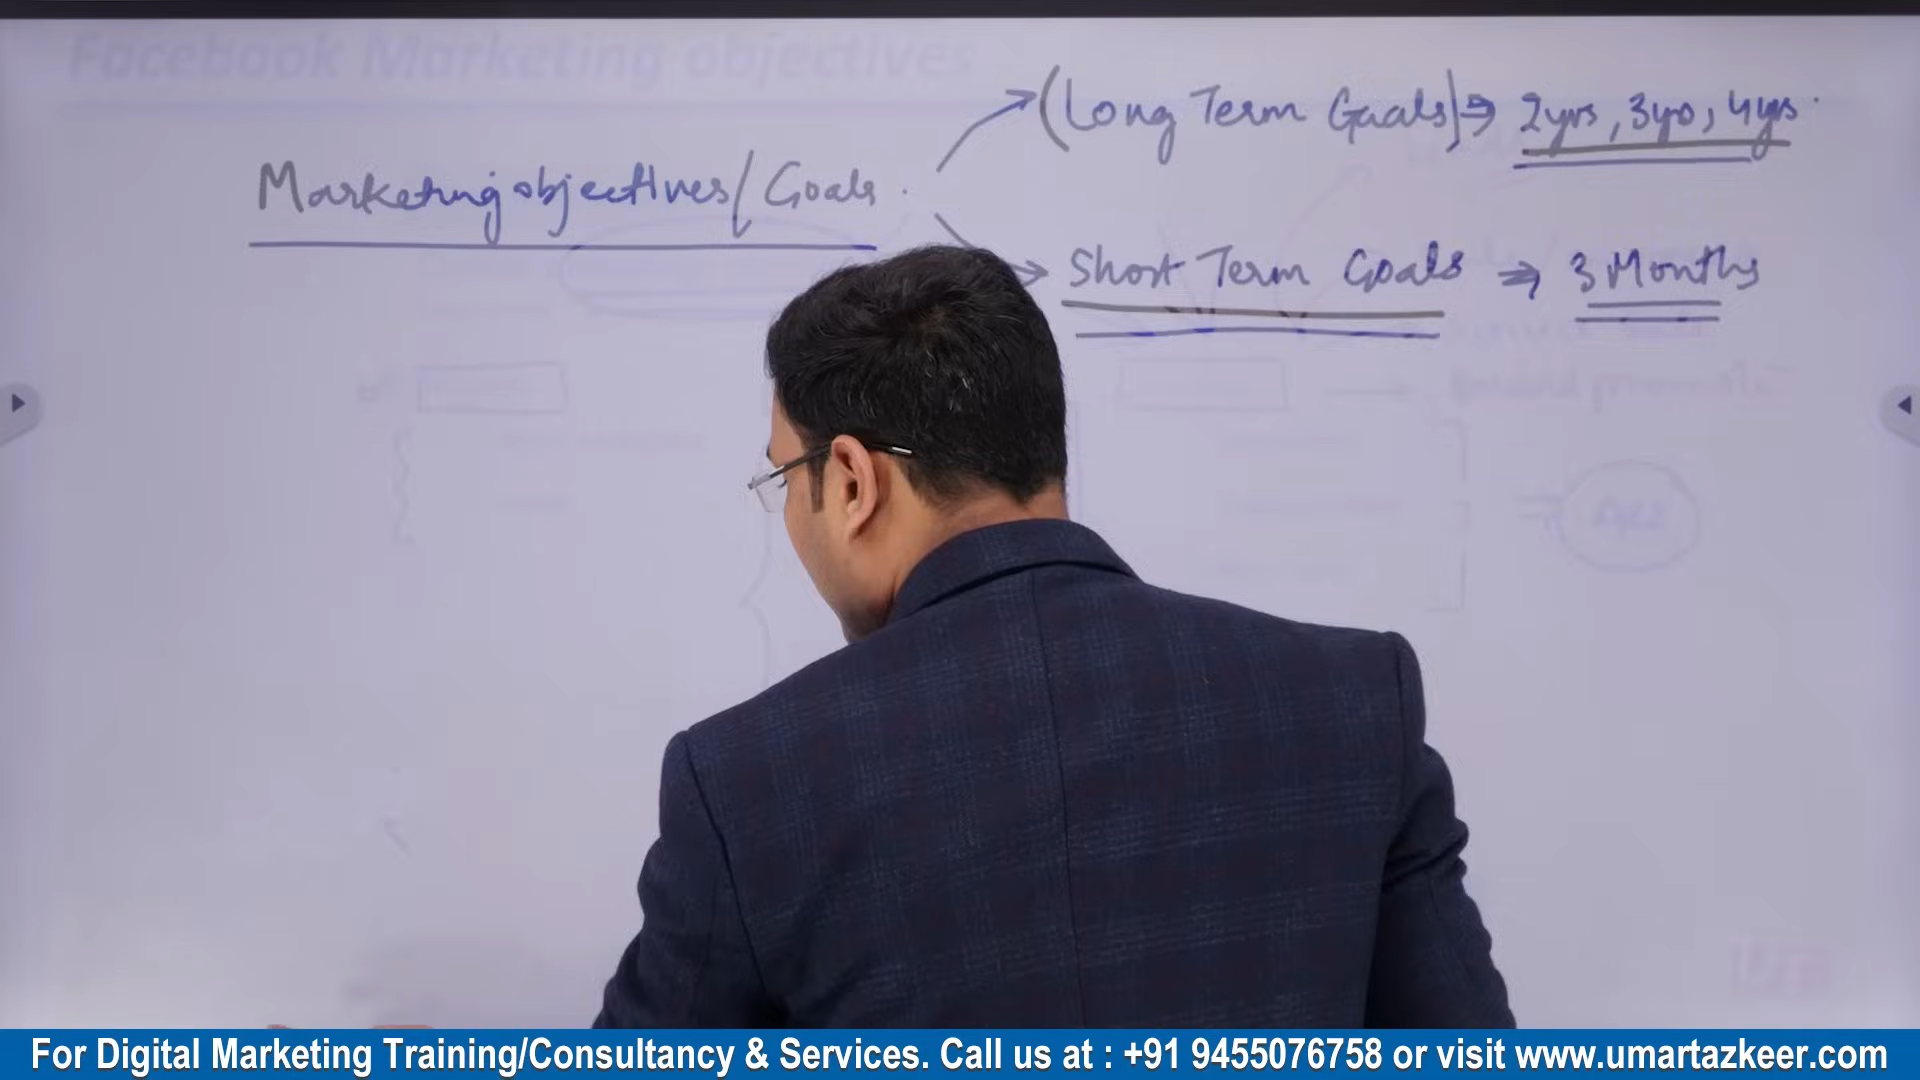 Facebook Marketing objectives
(Long Term Goals) ⇒ 2yrs, 3yrs, 4yrs.
Marketing objectives/Goals.
Short Term Goals ⇒ 3 Months
For Digital Marketing Training/Consultancy & Services. Call us at : +91 9455076758 or visit www.umartazkeer.com